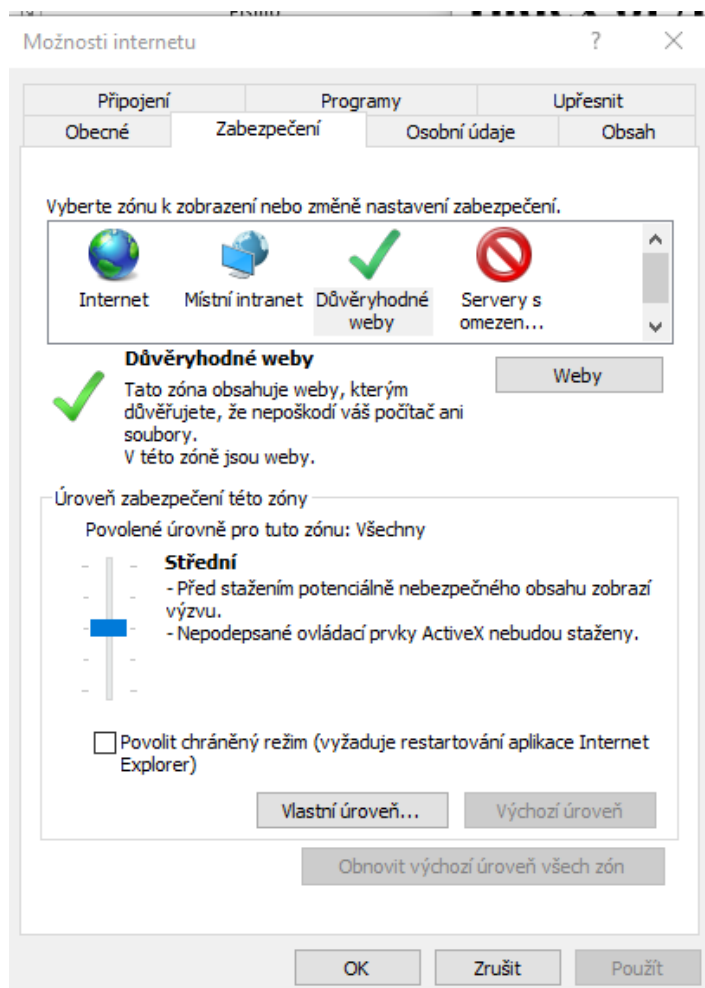 Možnosti internetu ? ×
Připojení Programy Upřesnit
Obecné Zabezpečení Osobní údaje Obsah
Vyberte zónu k zobrazení nebo změně nastavení zabezpečení.
Internet Místní intranet Důvěryhodné weby Servery s omezen...
Důvěryhodné weby
Weby
Tato zóna obsahuje weby, kterým
důvěřujete, že nepoškodí váš počítač ani
soubory.
V této zóně jsou weby.
Úroveň zabezpečení této zóny
Povolené úrovně pro tuto zónu: Všechny
Střední
- Před stažením potenciálně nebezpečného obsahu zobrazí
výzvu.
- Nepodepsané ovládací prvky ActiveX nebudou staženy.
Povolit chráněný režim (vyžaduje restartování aplikace Internet
Explorer)
Vlastní úroveň... Výchozí úroveň
Obnovit výchozí úroveň všech zón
OK Zrušit Použít